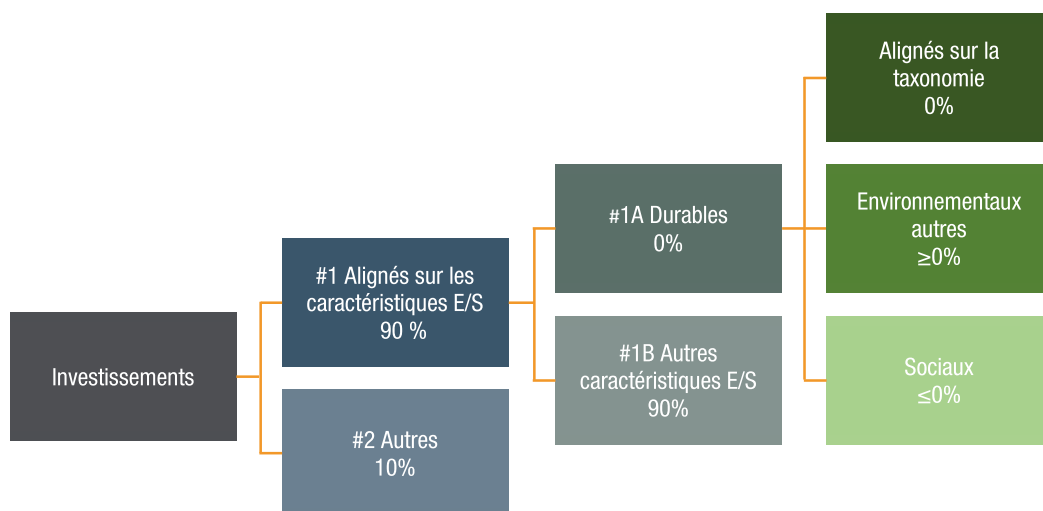 Investissements
#1 Alignés sur les
caractéristiques E/S
90 %
#2 Autres
10%
#1A Durables
0%
#1B Autres
caractéristiques E/S
90%
Alignés sur la
taxonomie
0%
Environnementaux
autres
≥0%
Sociaux
≤0%